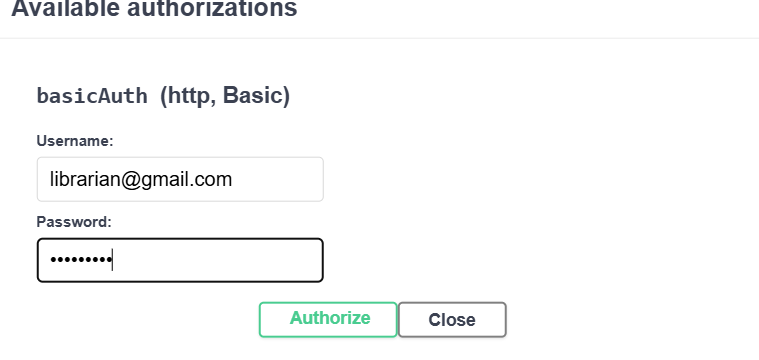 Available authorizations
basicAuth (http, Basic)
Username:
librarian@gmail.com
Password:
•••••••••
Authorize
Close